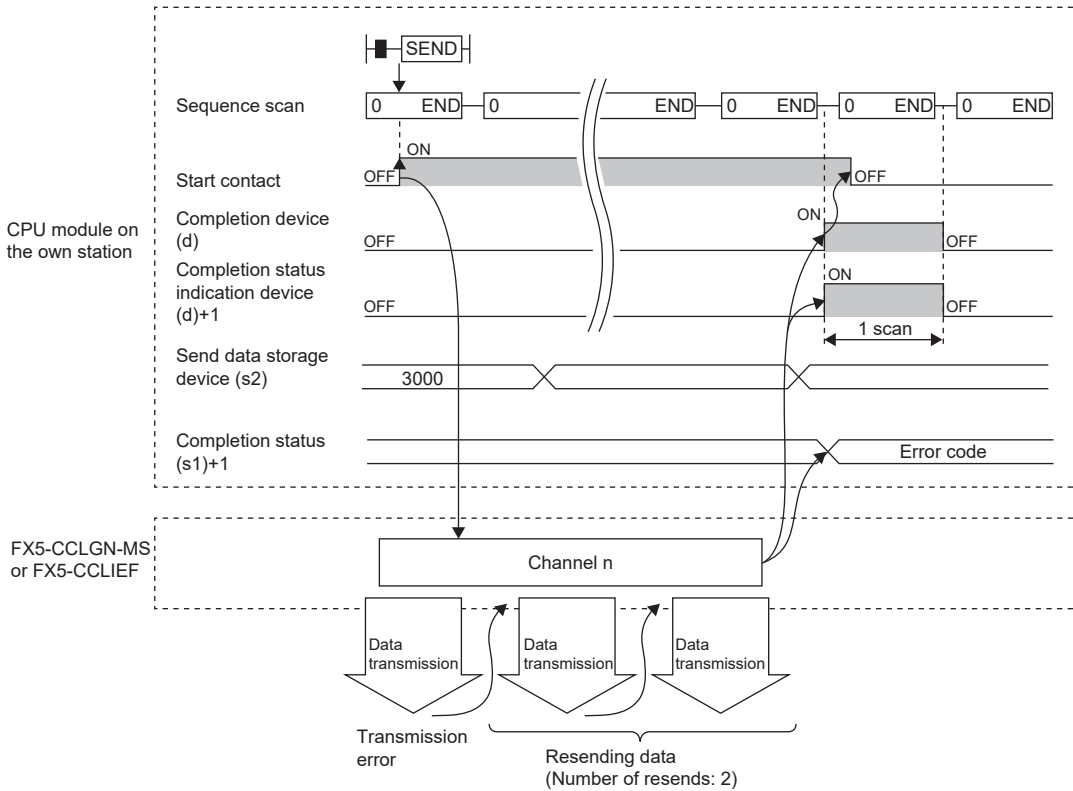 SEND
Sequence scan
0 END 0 END 0 END 0 END 0 END
ON
Start contact
OFF
OFF
CPU module on
the own station
Completion device
(d)
ON
OFF
OFF
Completion status
indication device
(d)+1
ON
OFF
OFF
1 scan
Send data storage
device (s2)
3000
Completion status
(s1)+1
Error code
FX5-CCLGN-MS
or FX5-CCLIEF
Channel n
Data
transmission
Data
transmission
Data
transmission
Transmission
error
Resending data
(Number of resends: 2)